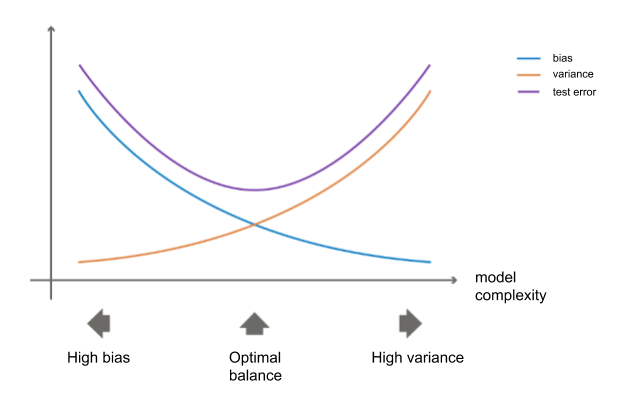 bias
variance
test error
model
complexity
High bias
Optimal
balance
High variance